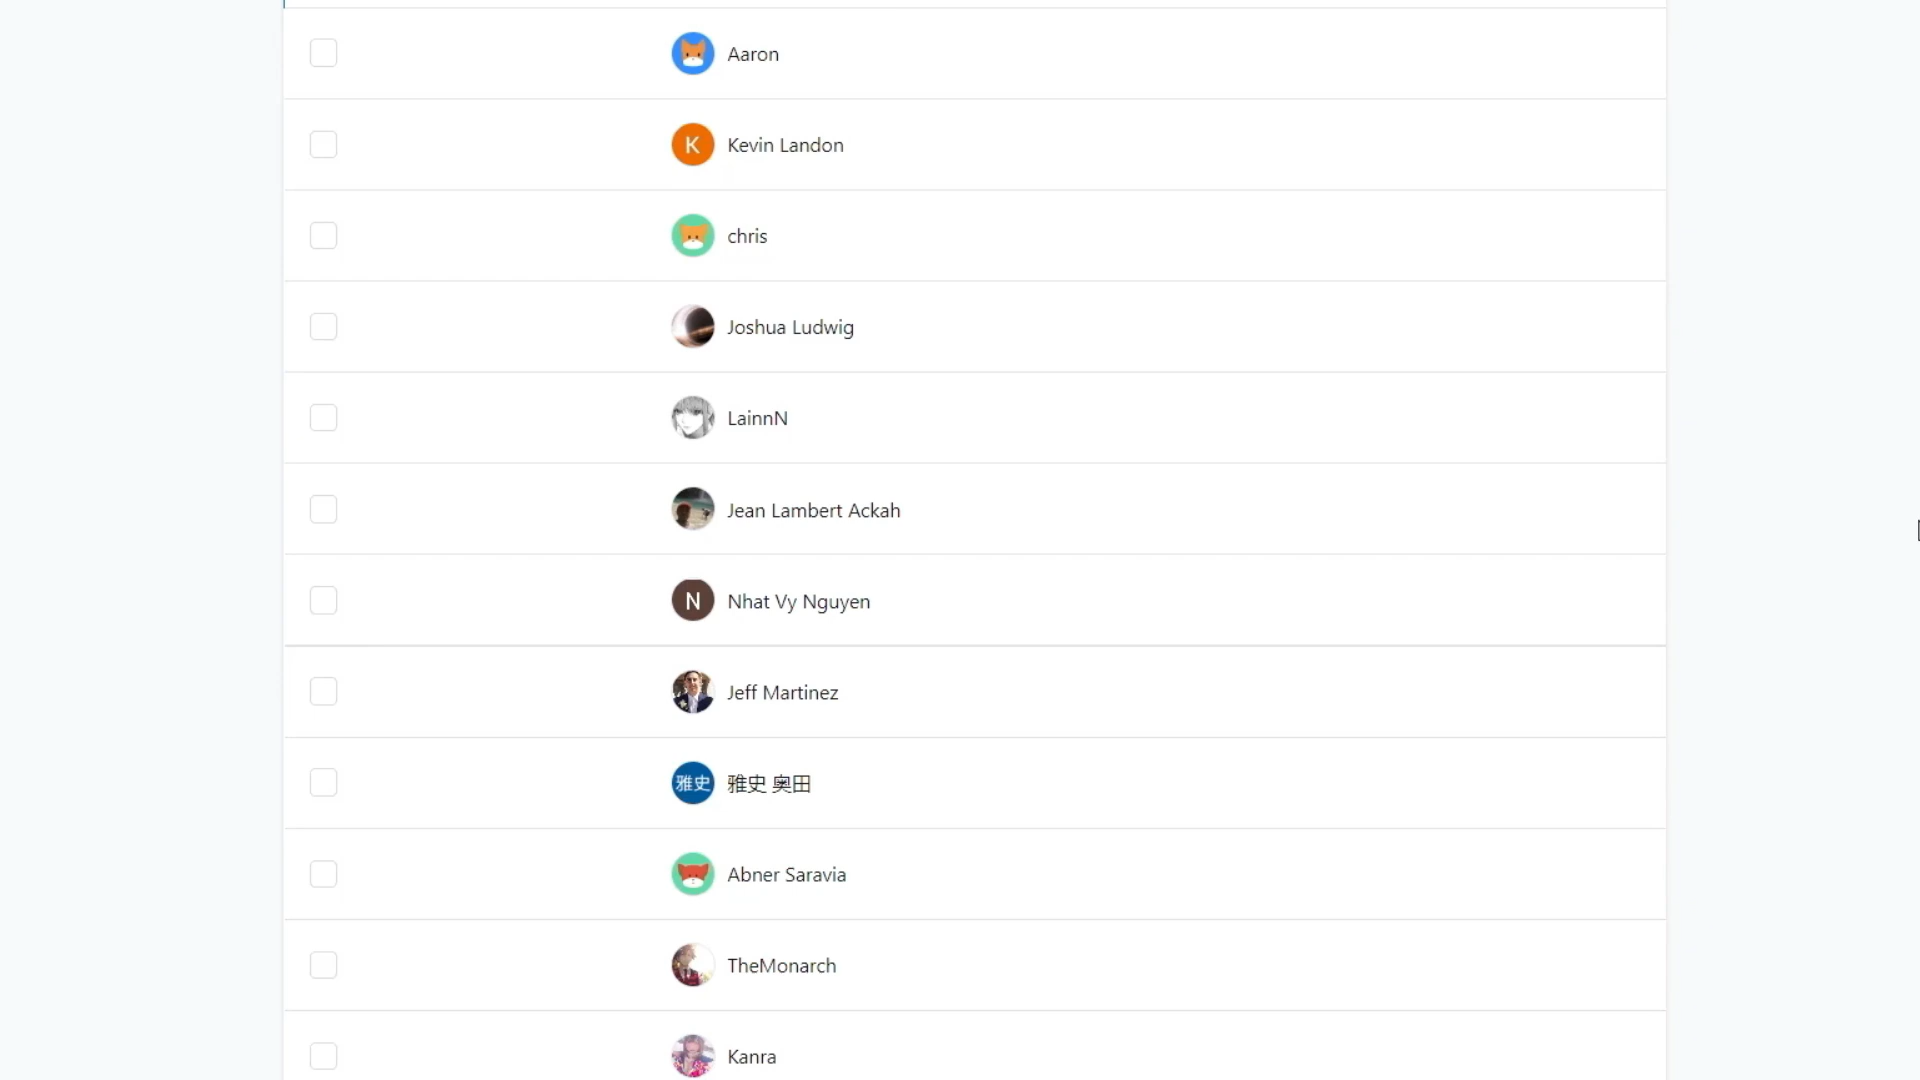 Aaron
K Kevin Landon
chris
Joshua Ludwig
LainnN
Jean Lambert Ackah
N Nhat Vy Nguyen
Jeff Martinez
雅史 雅史 奥田
Abner Saravia
TheMonarch
Kanra